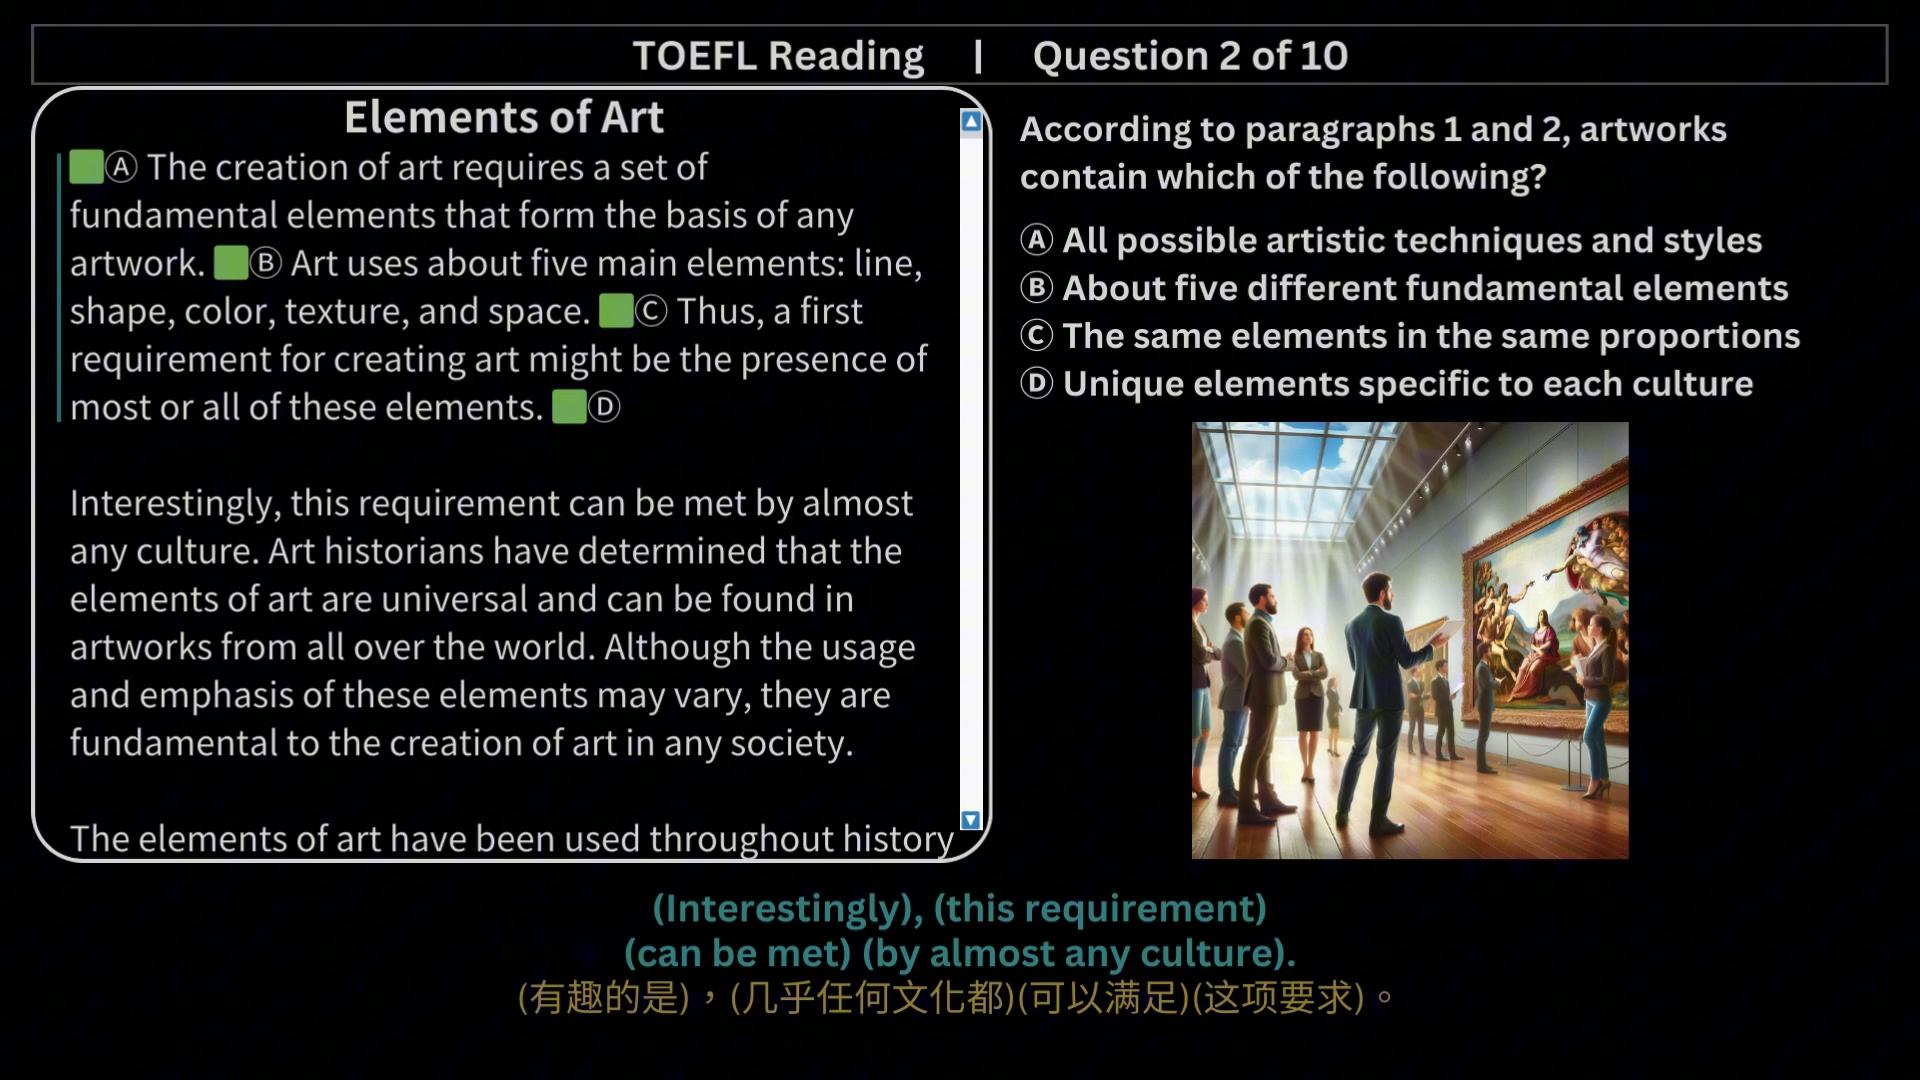 TOEFL Reading | Question 2 of 10
Elements of Art
Ⓐ The creation of art requires a set of
fundamental elements that form the basis of any
artwork. Ⓑ Art uses about five main elements: line,
shape, color, texture, and space. Ⓒ Thus, a first
requirement for creating art might be the presence of
most or all of these elements. Ⓓ
Interestingly, this requirement can be met by almost
any culture. Art historians have determined that the
elements of art are universal and can be found in
artworks from all over the world. Although the usage
and emphasis of these elements may vary, they are
fundamental to the creation of art in any society.
The elements of art have been used throughout history
According to paragraphs 1 and 2, artworks
contain which of the following?
Ⓐ All possible artistic techniques and styles
Ⓑ About five different fundamental elements
Ⓒ The same elements in the same proportions
Ⓓ Unique elements specific to each culture
(Interestingly), (this requirement)
(can be met) (by almost any culture).
(有趣的是)，(几乎任何文化都)(可以满足)(这项要求)。